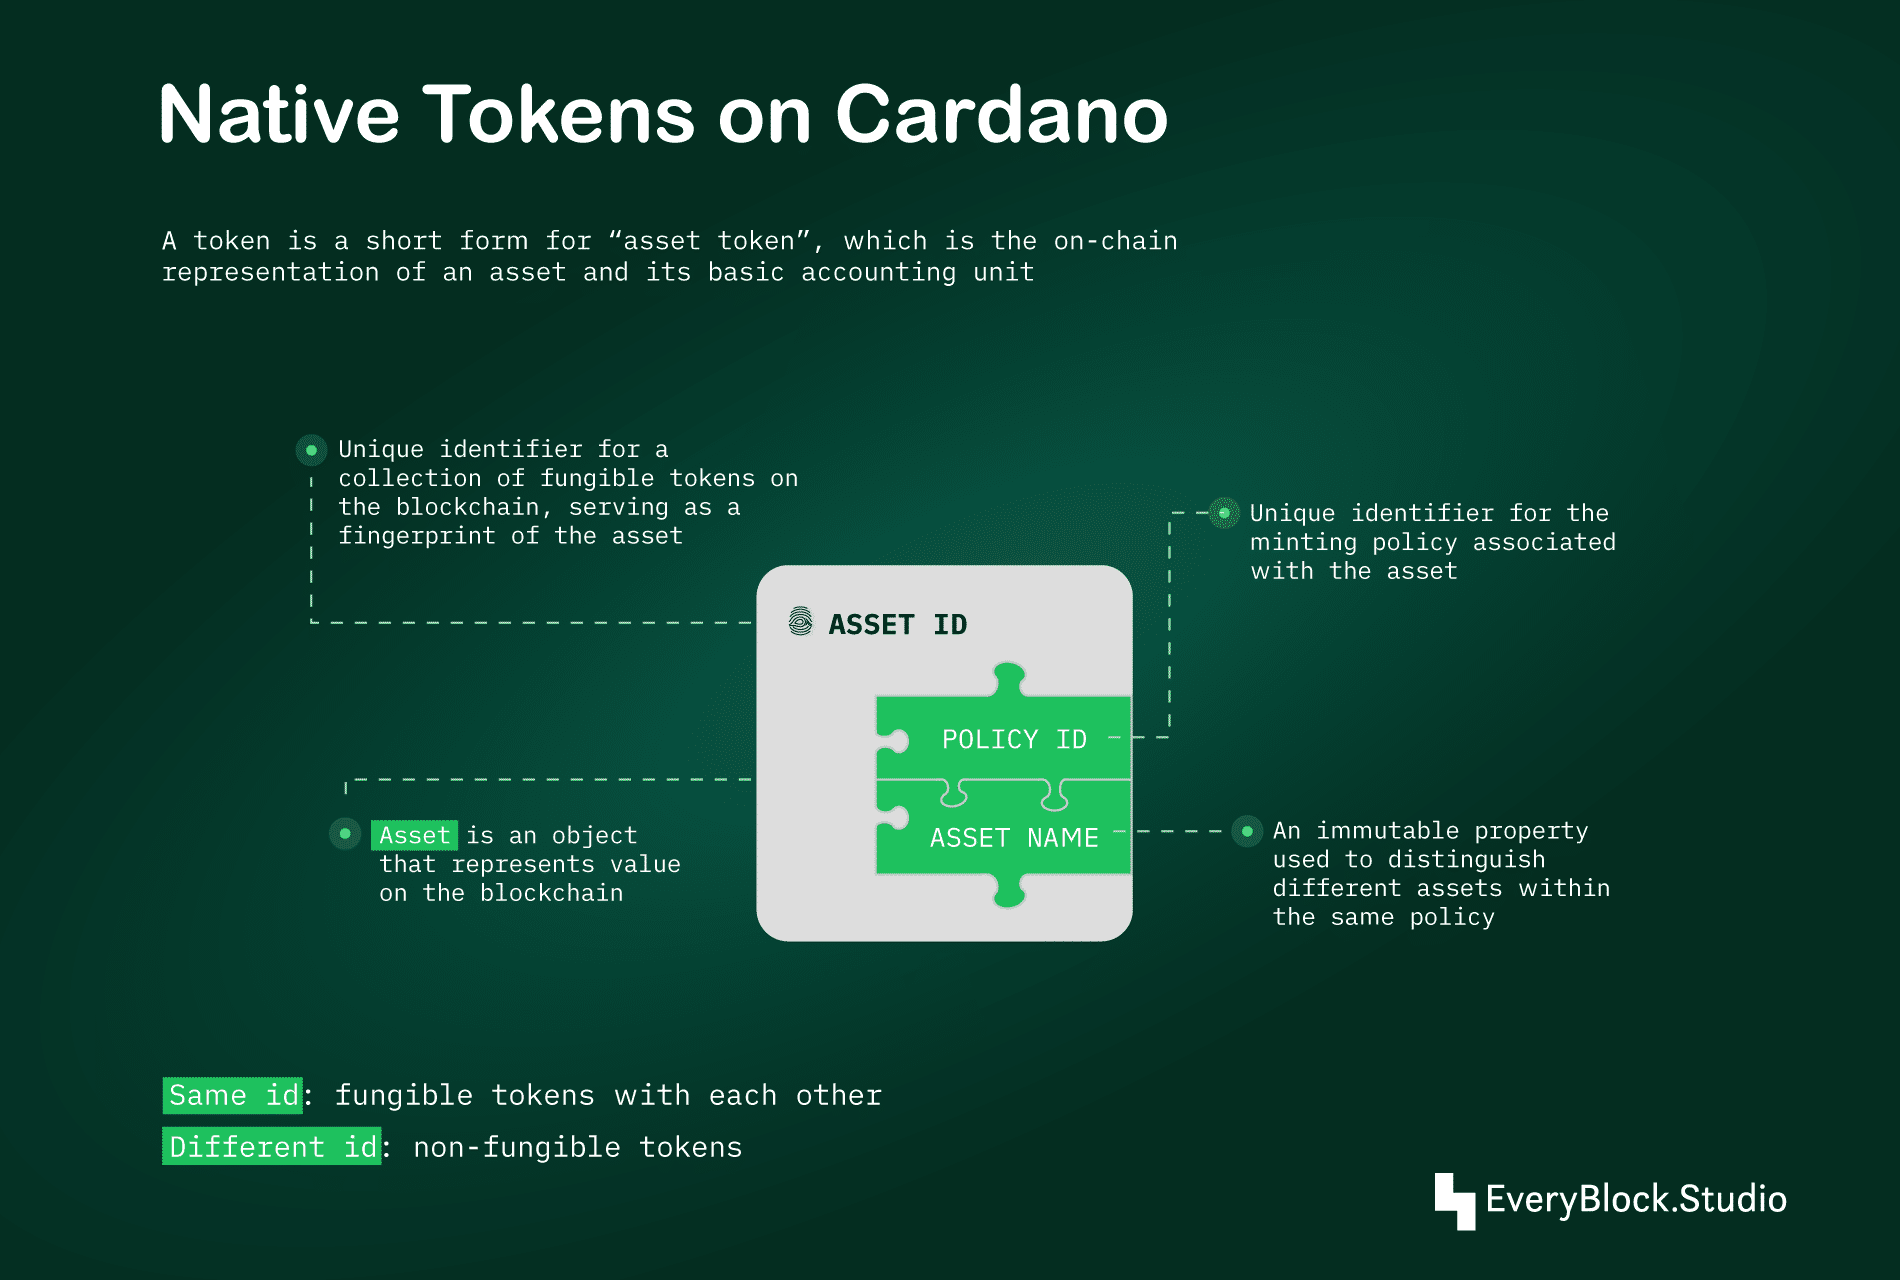 Native Tokens on Cardano
A token is a short form for “asset token”, which is the on-chain
representation of an asset and its basic accounting unit
Unique identifier for a
collection of fungible tokens on
the blockchain, serving as a
fingerprint of the asset
Unique identifier for the
minting policy associated
with the asset
ASSET ID
POLICY ID
ASSET NAME
Asset is an object
that represents value
on the blockchain
An immutable property
used to distinguish
different assets within
the same policy
Same id: fungible tokens with each other
Different id: non-fungible tokens
EveryBlock.Studio